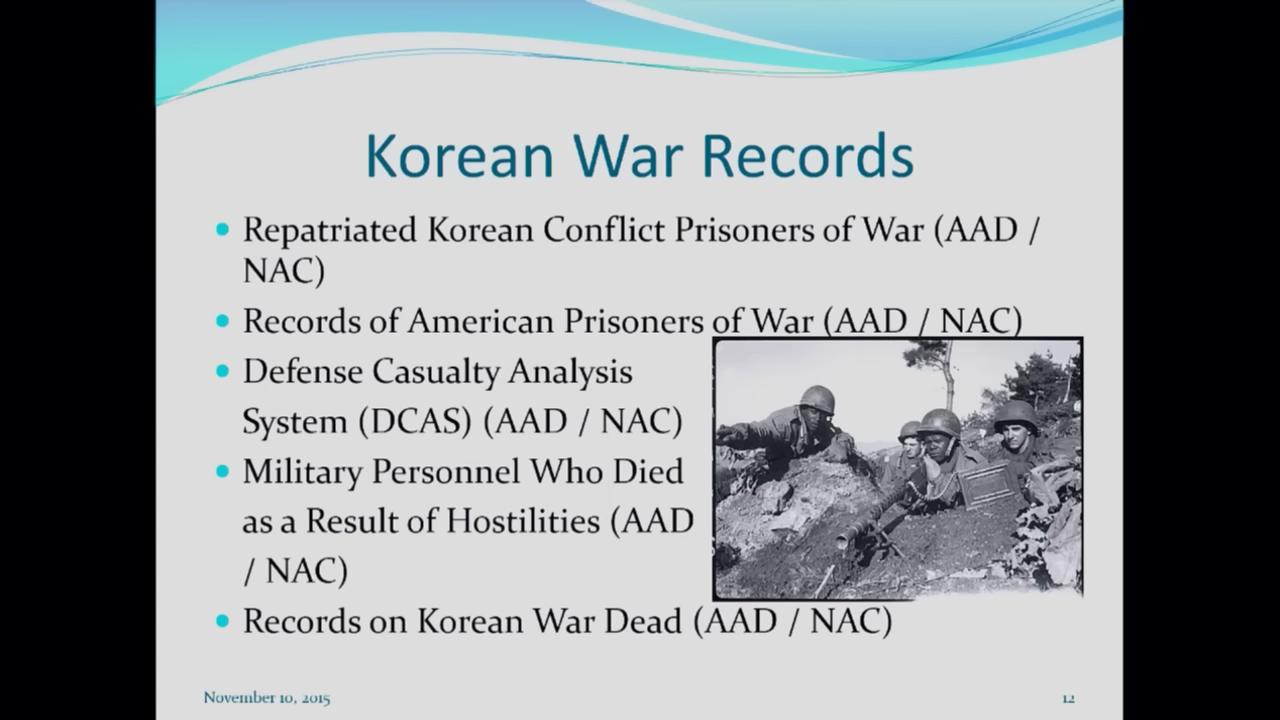 Korean War Records
Repatriated Korean Conflict Prisoners of War (AAD /
NAC)
Records of American Prisoners of War (AAD / NAC)
Defense Casualty Analysis
System (DCAS) (AAD / NAC)
Military Personnel Who Died
as a Result of Hostilities (AAD
/ NAC)
Records on Korean War Dead (AAD / NAC)
November 10, 2015
12